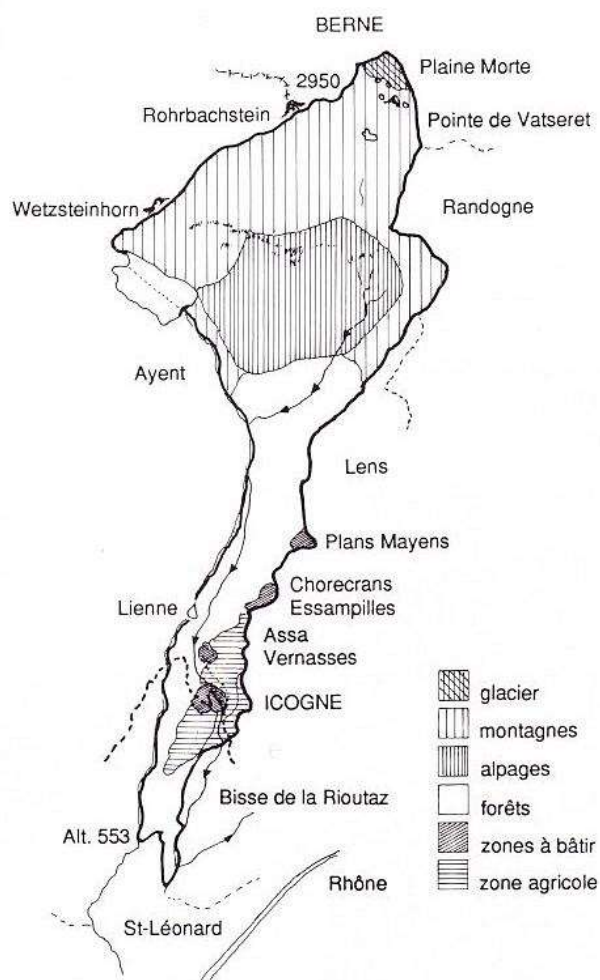 BERNE
Plaine Morte
2950
Rohrbachstein
Pointe de Vatseret
Wetzsteinhorn
Randogne
Ayent
Lens
Plans Mayens
Chorecrans
Essampilles
Lienne
Assa
Vernasses
ICOGNE
glacier
montagnes
alpages
forêts
zones à bâtir
zone agricole
Bisse de la Rioutaz
Alt. 553
Rhône
St-Léonard